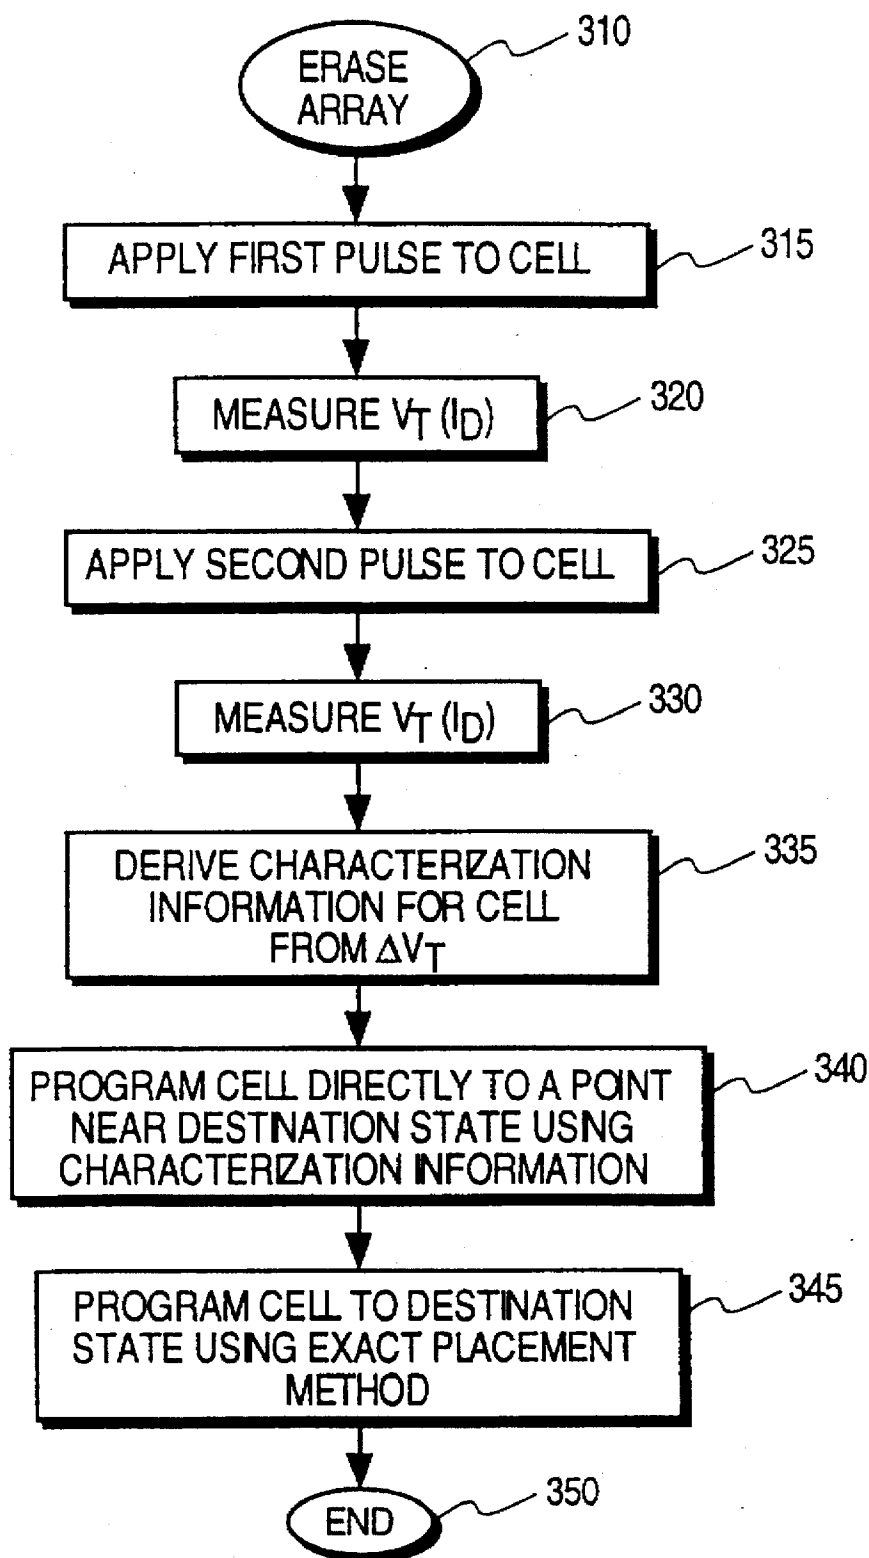 310
ERASE
ARRAY
APPLY FIRST PULSE TO CELL
315
MEASURE VT (ID)
320
APPLY SECOND PULSE TO CELL
325
MEASURE VT (ID)
330
DERIVE CHARACTERIZATION
INFORMATION FOR CELL
FROM ΔVT
335
PROGRAM CELL DIRECTLY TO A POINT
NEAR DESTINATION STATE USING
CHARACTERIZATION INFORMATION
340
PROGRAM CELL TO DESTINATION
STATE USING EXACT PLACEMENT
METHOD
345
END
350